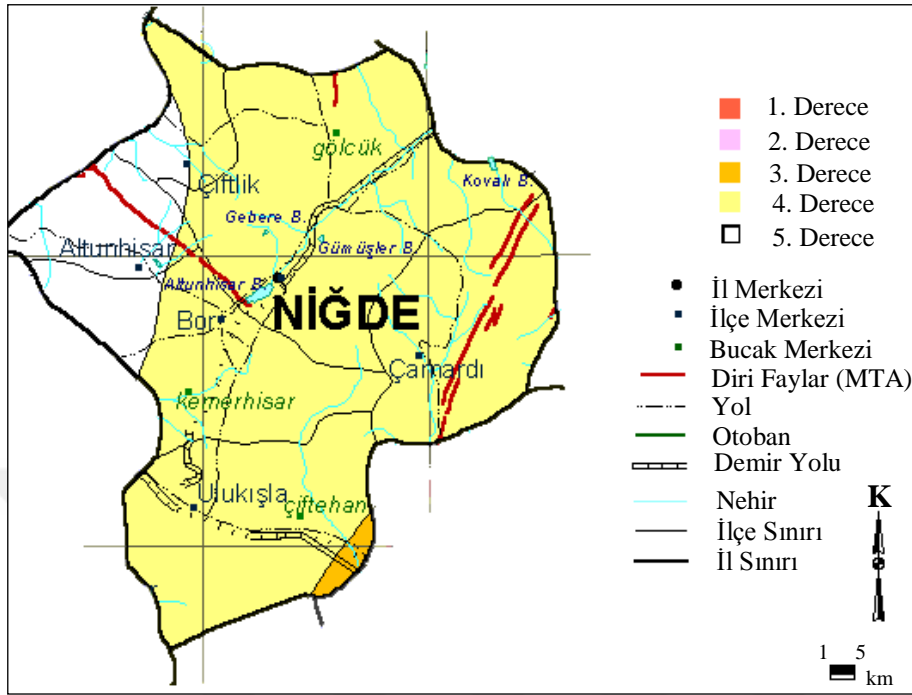 gölcük
Çiftlik
Kovalı B.
Gebere B.
Gümüşler B.
Altunhisar
Altunhisar B.
NİĞDE
Bor
Çamardı
Kemerhisar
Ulukışla
çiftehan
1. Derece
2. Derece
3. Derece
4. Derece
5. Derece
İl Merkezi
İlçe Merkezi
Bucak Merkezi
Diri Faylar (MTA)
Yol
Otoban
Demir Yolu
Nehir
İlçe Sınırı
İl Sınırı
K
1 5
km